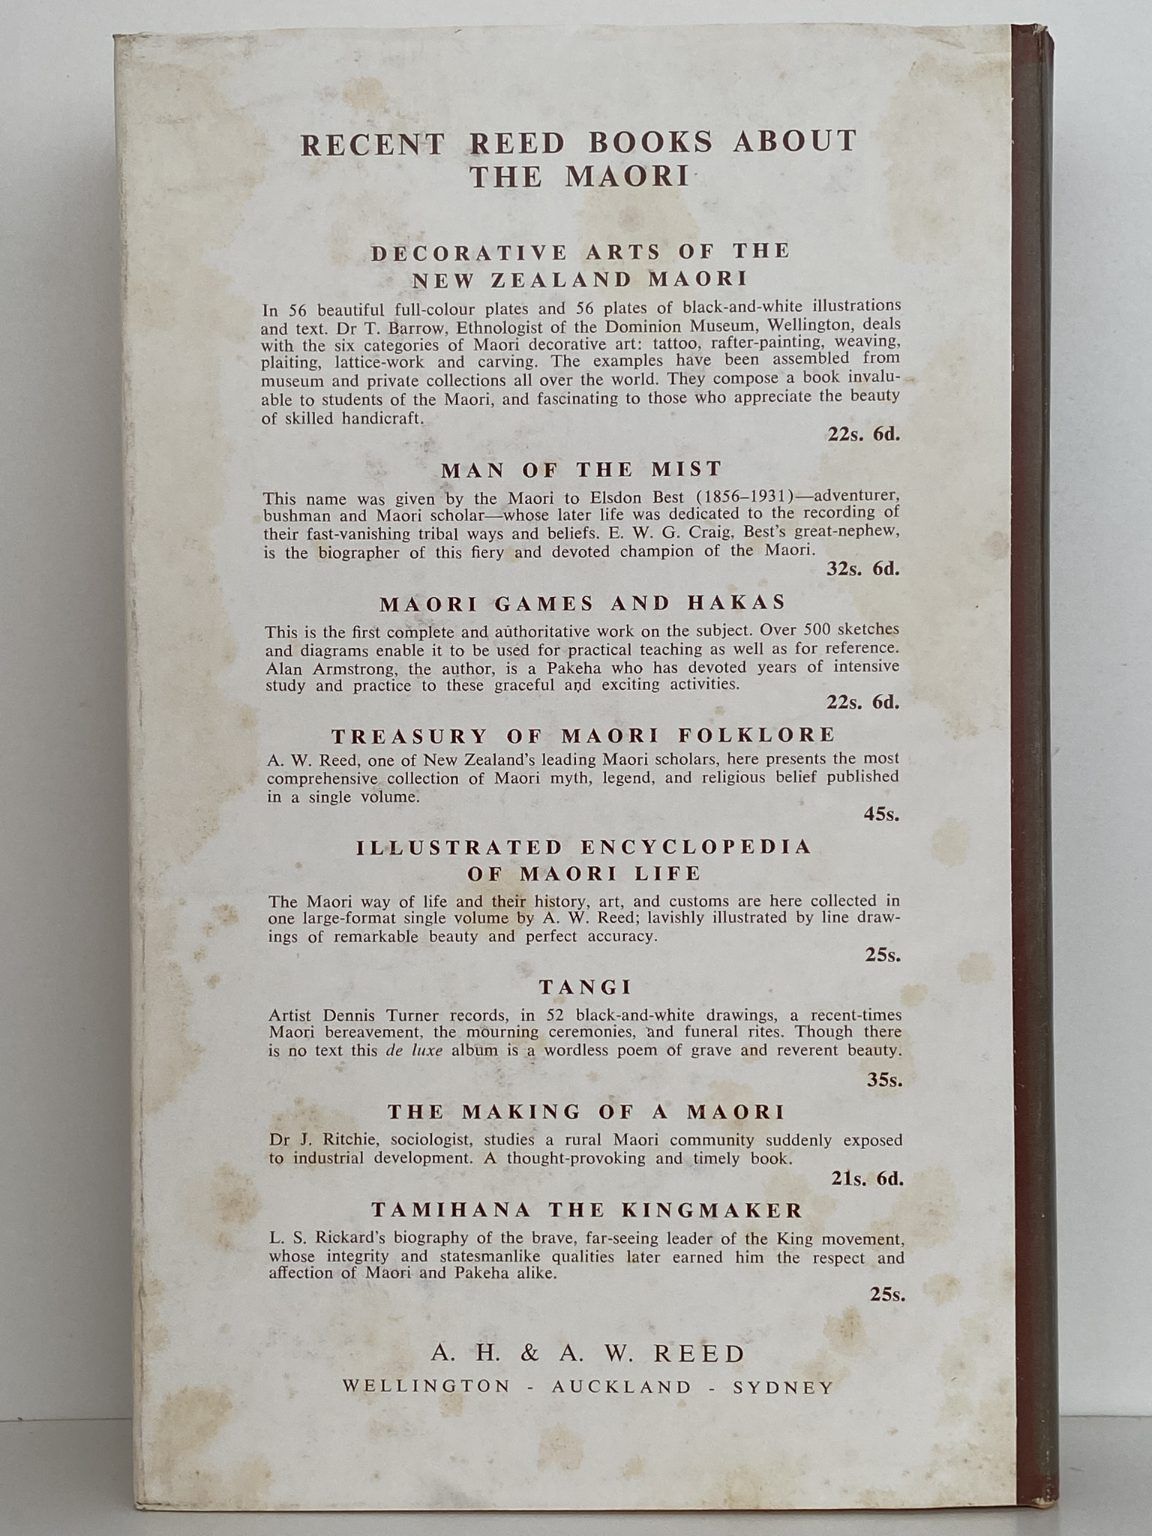 RECENT REED BOOKS ABOUT
THE MAORI
DECORATIVE ARTS OF THE
NEW ZEALAND MAORI
In 56 beautiful full-colour plates and 56 plates of black-and-white illustrations
and text. Dr T. Barrow, Ethnologist of the Dominion Museum, Wellington, deals
with the six categories of Maori decorative art: tattoo, rafter-painting, weaving,
plaiting, lattice-work and carving. The examples have been assembled from
museum and private collections all over the world. They compose a book invalu-
able to students of the Maori, and fascinating to those who appreciate the beauty
of skilled handicraft.
22s. 6d.
MAN OF THE MIST
This name was given by the Maori to Elsdon Best (1856–1931)—adventurer,
bushman and Maori scholar—whose later life was dedicated to the recording of
their fast-vanishing tribal ways and beliefs. E. W. G. Craig, Best's great-nephew,
is the biographer of this fiery and devoted champion of the Maori.
32s. 6d.
MAORI GAMES AND HAKAS
This is the first complete and authoritative work on the subject. Over 500 sketches
and diagrams enable it to be used for practical teaching as well as for reference.
Alan Armstrong, the author, is a Pakeha who has devoted years of intensive
study and practice to these graceful and exciting activities.
22s. 6d.
TREASURY OF MAORI FOLKLORE
A. W. Reed, one of New Zealand's leading Maori scholars, here presents the most
comprehensive collection of Maori myth, legend, and religious belief published
in a single volume.
45s.
ILLUSTRATED ENCYCLOPEDIA
OF MAORI LIFE
The Maori way of life and their history, art, and customs are here collected in
one large-format single volume by A. W. Reed; lavishly illustrated by line draw-
ings of remarkable beauty and perfect accuracy.
25s.
TANGI
Artist Dennis Turner records, in 52 black-and-white drawings, a recent-times
Maori bereavement, the mourning ceremonies, and funeral rites. Though there
is no text this de luxe album is a wordless poem of grave and reverent beauty.
35s.
THE MAKING OF A MAORI
Dr J. Ritchie, sociologist, studies a rural Maori community suddenly exposed
to industrial development. A thought-provoking and timely book.
21s. 6d.
TAMIHANA THE KINGMAKER
L. S. Rickard's biography of the brave, far-seeing leader of the King movement,
whose integrity and statesmanlike qualities later earned him the respect and
affection of Maori and Pakeha alike.
25s.
A. H. & A. W. REED
WELLINGTON - AUCKLAND - SYDNEY